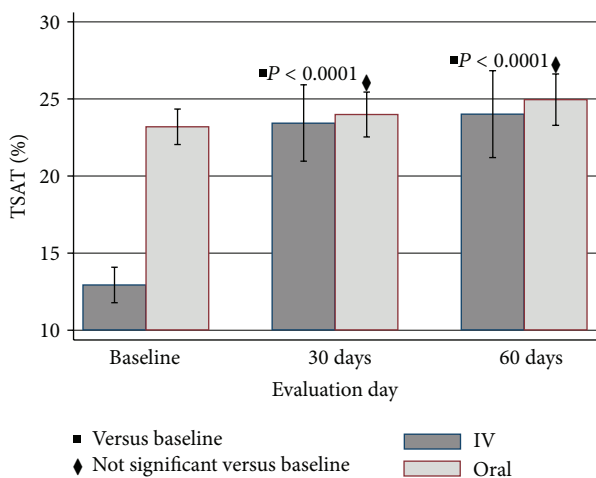 30
25
20
15
10
TSAT (%)
■P < 0.0001
■P < 0.0001
Baseline
30 days
60 days
Evaluation day
■ Versus baseline
♦ Not significant versus baseline
IV
Oral